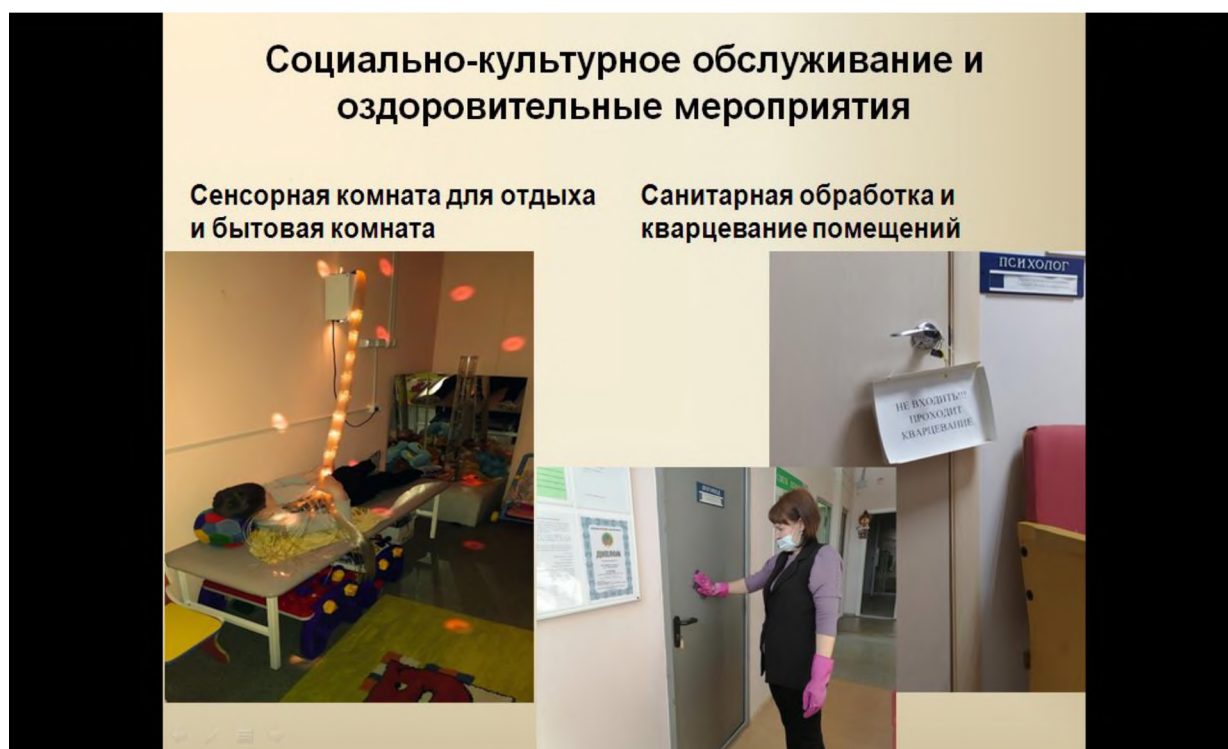 Социально-культурное обслуживание и
оздоровительные мероприятия
Сенсорная комната для отдыха
и бытовая комната
Санитарная обработка и
кварцевание помещений
ПСИХОЛОГ
НЕ ВХОДИТЬ!!!
ПРОХОДИТ
КВАРЦЕВАНИЕ
ДИПЛОМ